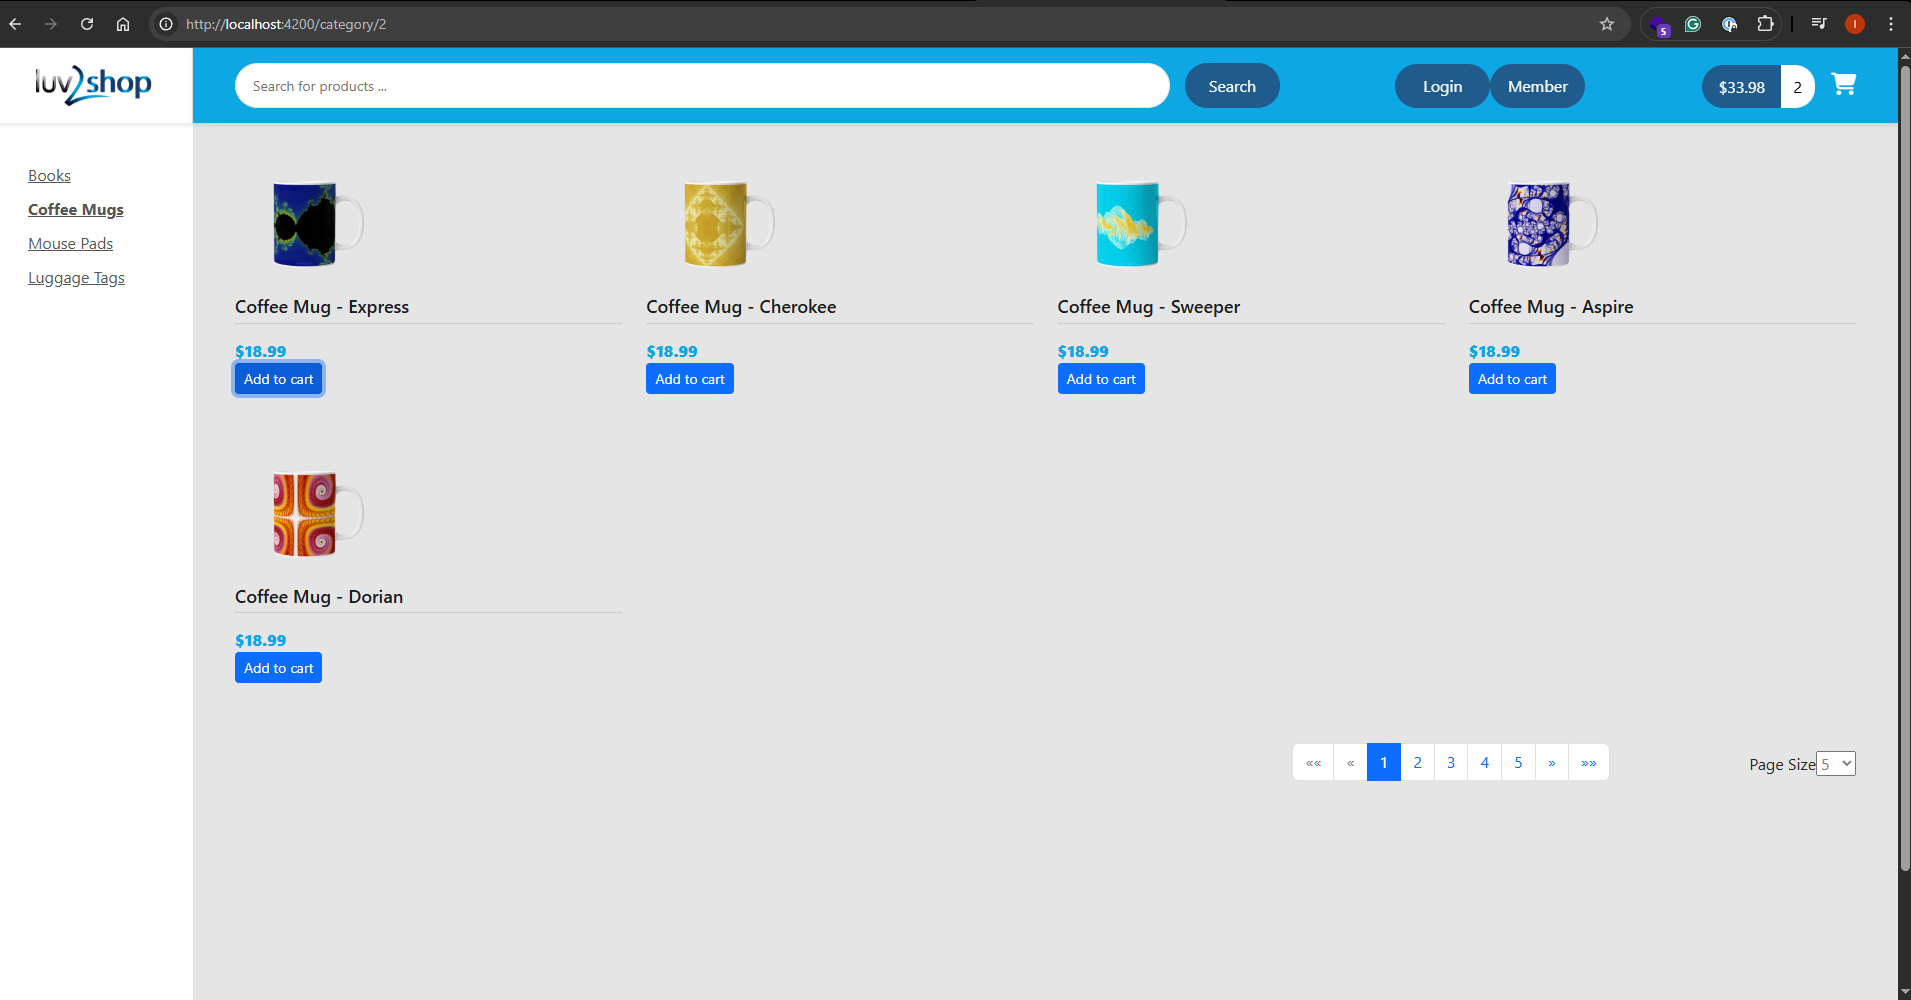 http://localhost:4200/category/2
5
I
luv2shop
Search for products ...
Search
Login
Member
$33.98
2
Books
Coffee Mugs
Mouse Pads
Luggage Tags
Coffee Mug - Express
$18.99
Add to cart
Coffee Mug - Cherokee
$18.99
Add to cart
Coffee Mug - Sweeper
$18.99
Add to cart
Coffee Mug - Aspire
$18.99
Add to cart
Coffee Mug - Dorian
$18.99
Add to cart
«« « 1 2 3 4 5 » »»
Page Size 5